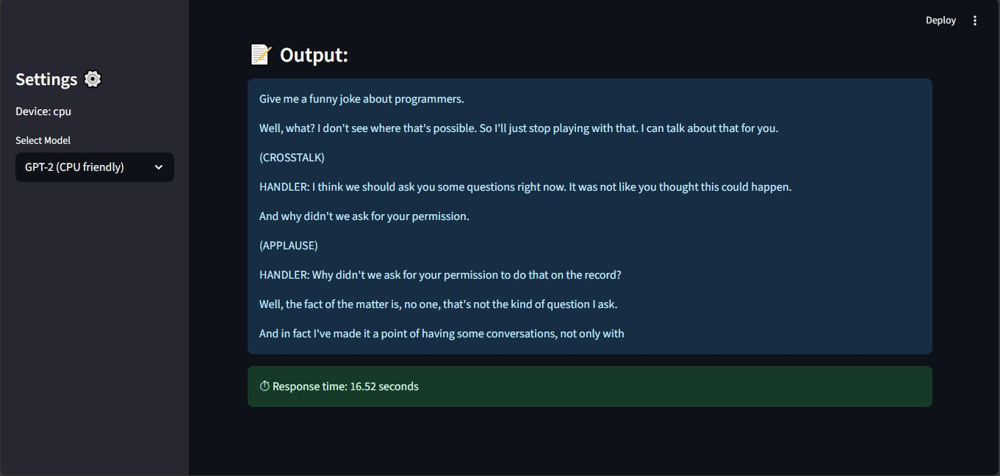 Deploy
Settings
Device: cpu
Select Model
GPT-2 (CPU friendly)
Output:
Give me a funny joke about programmers.
Well, what? I don't see where that's possible. So I'll just stop playing with that. I can talk about that for you.
(CROSSTALK)
HANDLER: I think we should ask you some questions right now. It was not like you thought this could happen.
And why didn't we ask for your permission.
(APPLAUSE)
HANDLER: Why didn't we ask for your permission to do that on the record?
Well, the fact of the matter is, no one, that's not the kind of question I ask.
And in fact I've made it a point of having some conversations, not only with
⏱ Response time: 16.52 seconds